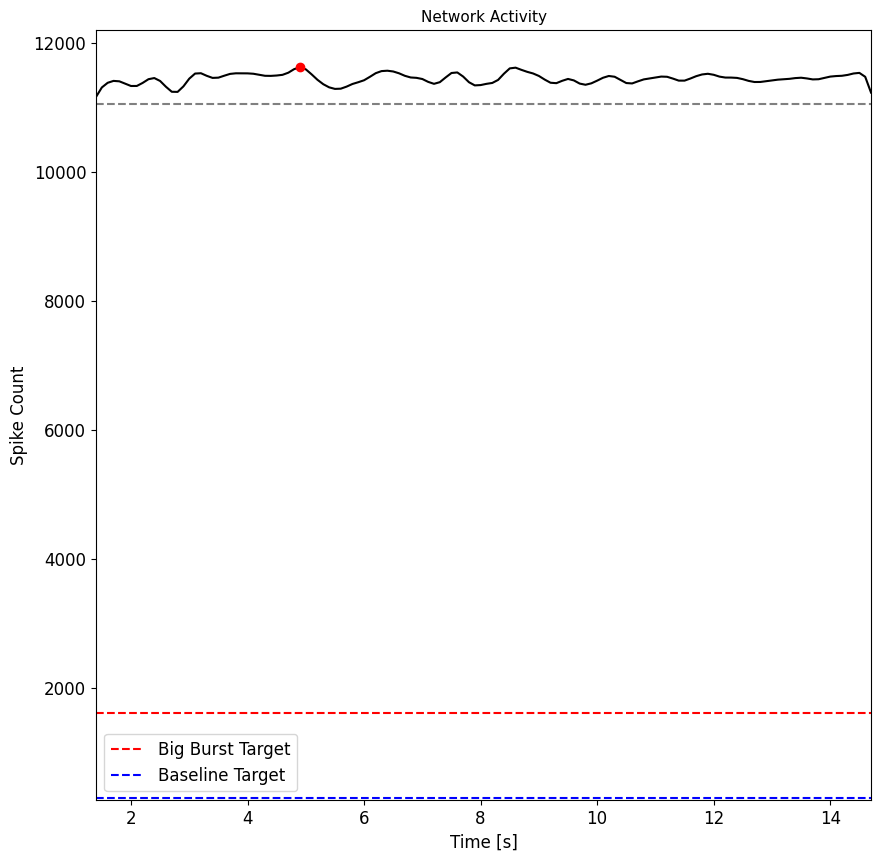 Network Activity
12000
10000
8000
6000
4000
2000
Spike Count
Big Burst Target
Baseline Target
2 4 6 8 10 12 14
Time [s]